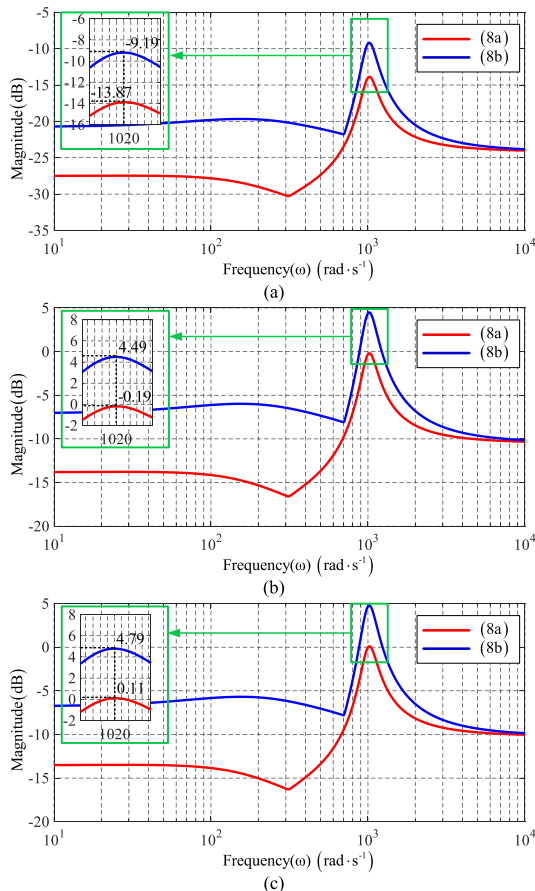 -6
-8
-10
-12
-14
-16
-9.19
-13.87
1020
(8a)
(8b)
-5
-10
-15
-20
-25
-30
-35
Magnitude(dB)
10¹ 10² 10³ 10⁴
Frequency(ω) (rad·s⁻¹)
(a)
8
6
4
2
0
-2
4.49
-0.19
1020
(8a)
(8b)
5
0
-5
-10
-15
-20
Magnitude(dB)
10¹ 10² 10³ 10⁴
Frequency(ω) (rad·s⁻¹)
(b)
8
6
4
2
0
-2
4.79
0.11
1020
(8a)
(8b)
5
0
-5
-10
-15
-20
Magnitude(dB)
10¹ 10² 10³ 10⁴
Frequency(ω) (rad·s⁻¹)
(c)